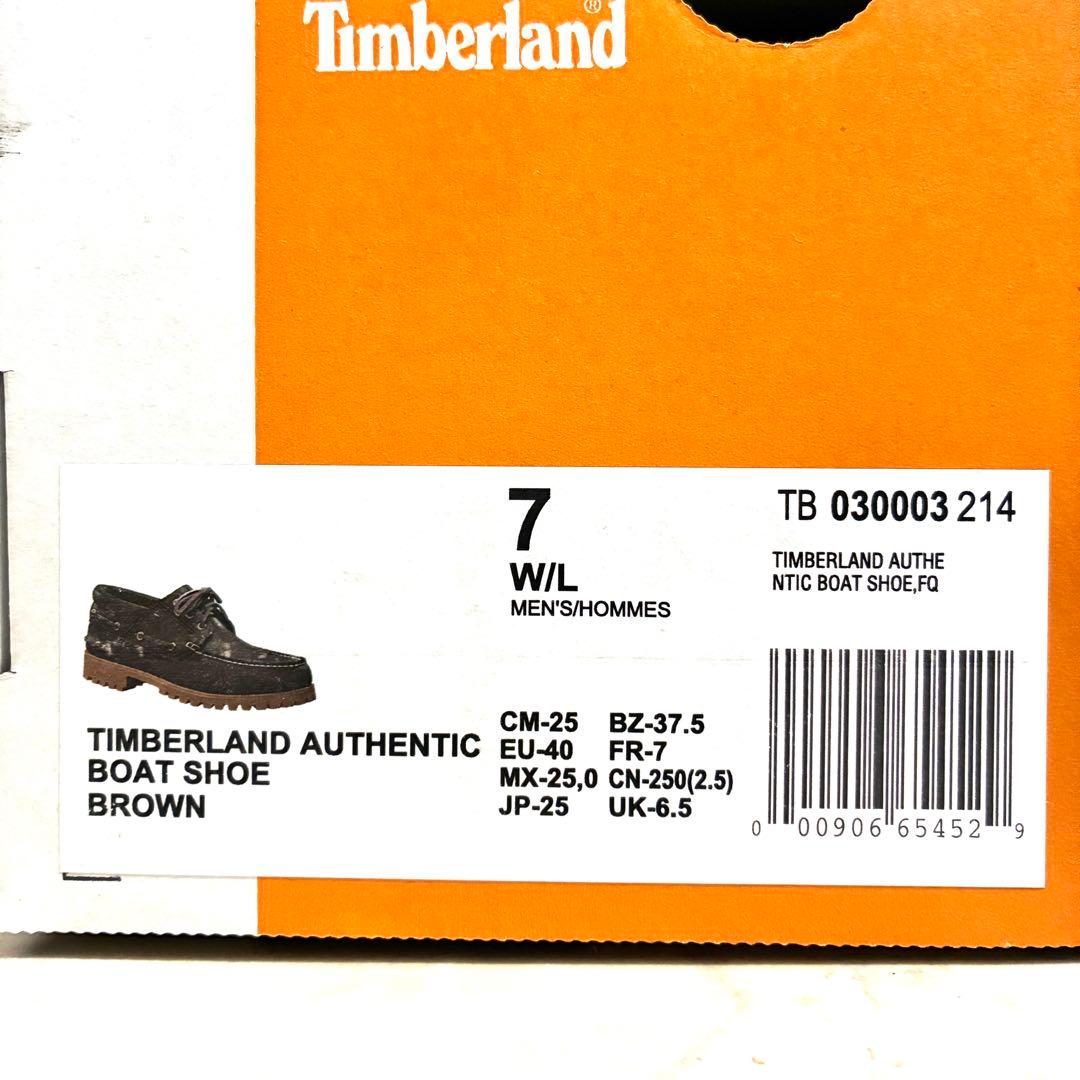 Timberland®
7
W/L
MEN'S/HOMMES
TB 030003 214
TIMBERLAND AUTHE
NTIC BOAT SHOE,FQ
TIMBERLAND AUTHENTIC
BOAT SHOE
BROWN
CM-25 BZ-37.5
EU-40 FR-7
MX-25,0 CN-250(2.5)
JP-25 UK-6.5
0 00906 65452 9